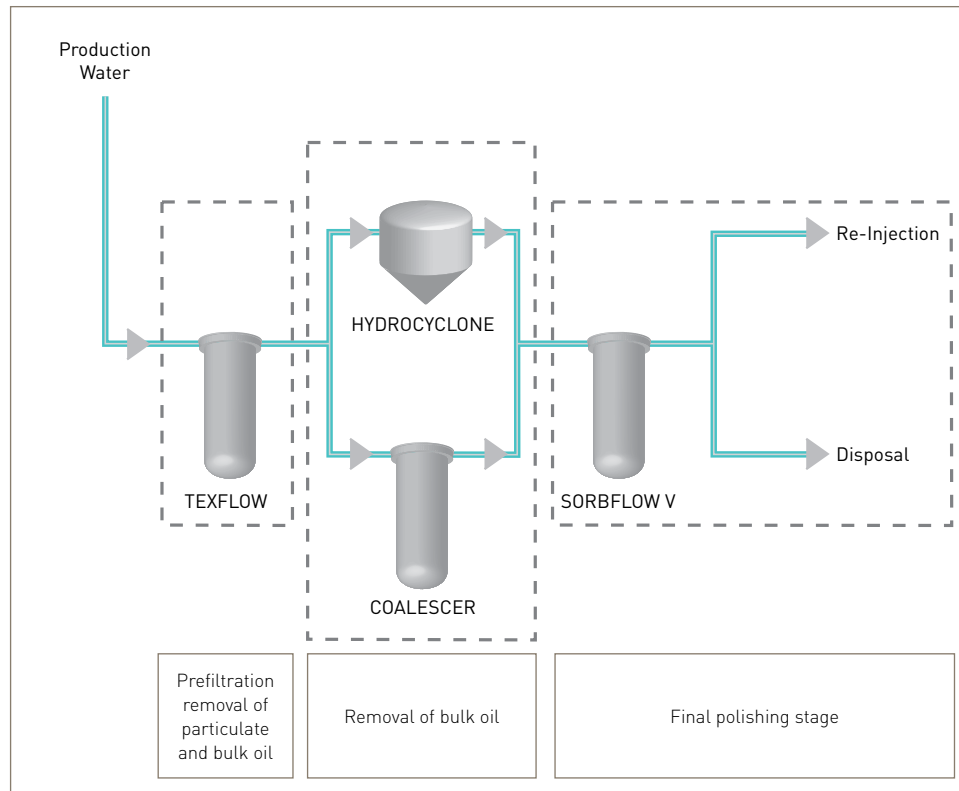 Production
Water
Re-Injection
HYDROCYCLONE
TEXFLOW
SORBFLOW V
Disposal
COALESCER
Prefiltration
removal of
particulate
and bulk oil
Removal of bulk oil
Final polishing stage